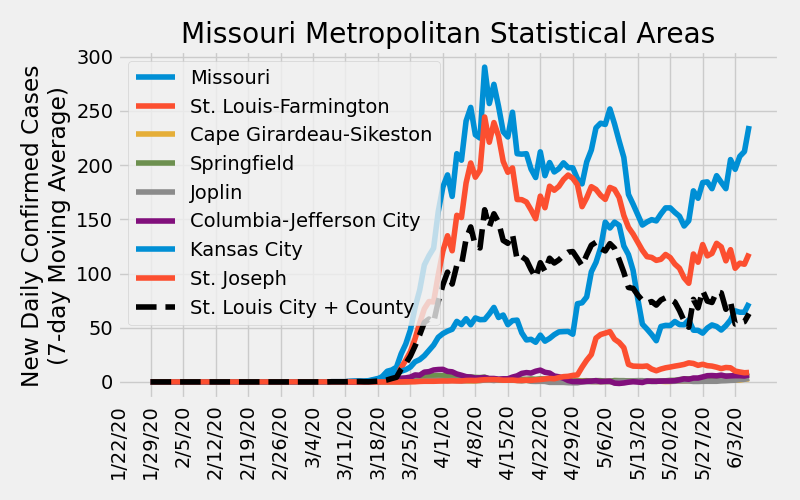 Missouri Metropolitan Statistical Areas
New Daily Confirmed Cases
(7-day Moving Average)
300
250
200
150
100
50
0
Missouri
St. Louis-Farmington
Cape Girardeau-Sikeston
Springfield
Joplin
Columbia-Jefferson City
Kansas City
St. Joseph
St. Louis City + County
1/22/20
1/29/20
2/5/20
2/12/20
2/19/20
2/26/20
3/4/20
3/11/20
3/18/20
3/25/20
4/1/20
4/8/20
4/15/20
4/22/20
4/29/20
5/6/20
5/13/20
5/20/20
5/27/20
6/3/20